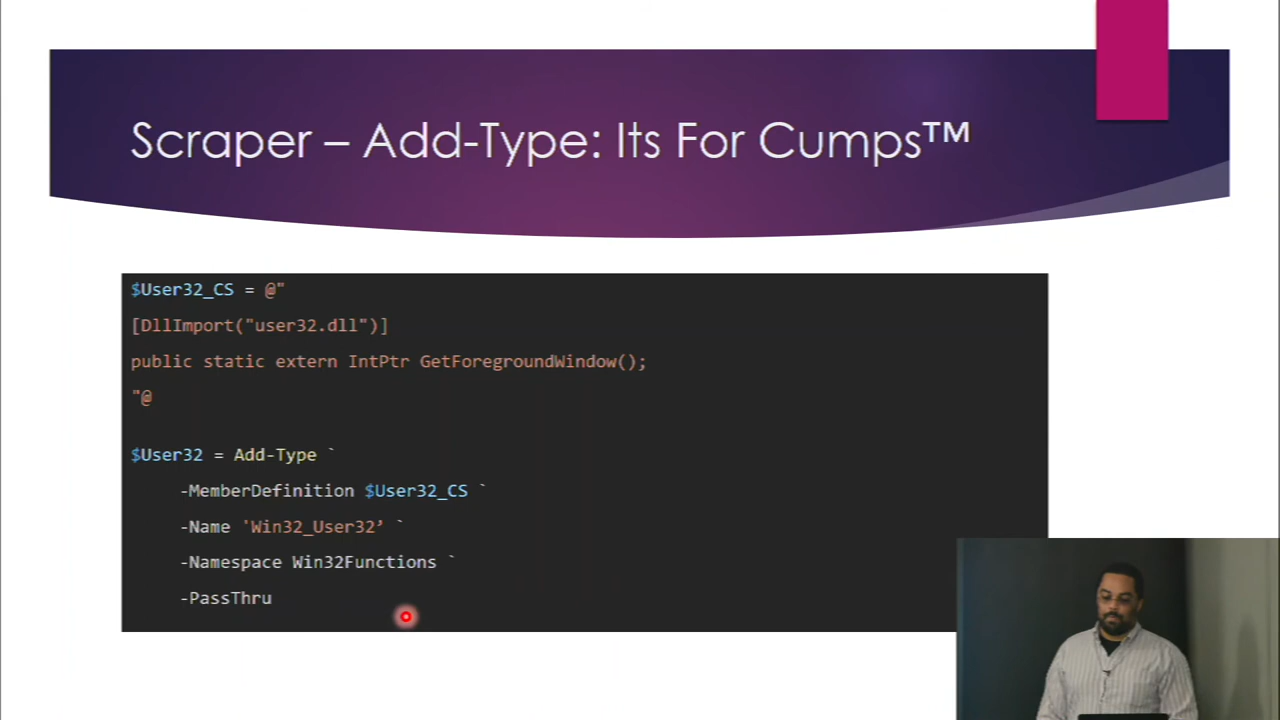 Scraper – Add-Type: Its For Cumps™
$User32_CS = @"
[DllImport("user32.dll")]
public static extern IntPtr GetForegroundWindow();
"@
$User32 = Add-Type `
-MemberDefinition $User32_CS `
-Name 'Win32_User32’ `
-Namespace Win32Functions `
-PassThru